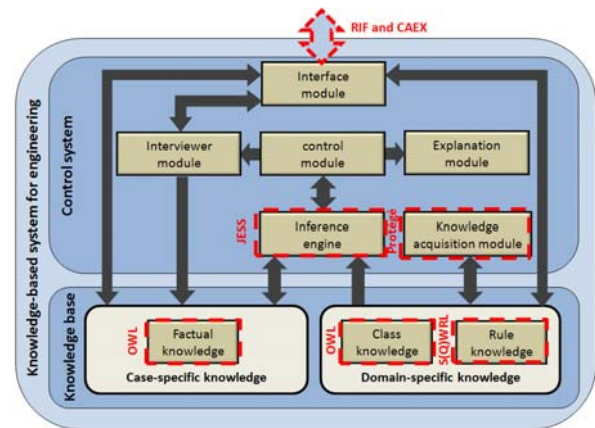 RIF and CAEX
Interface
module
Interviewer
module
control
module
Explanation
module
JESS
Inference
engine
Protege
Knowledge
acquisition module
Control system
Knowledge-based system for engineering
Knowledge base
OWL
Factual
knowledge
Case-specific knowledge
OWL
Class
knowledge
S(Q)WRL
Rule
knowledge
Domain-specific knowledge